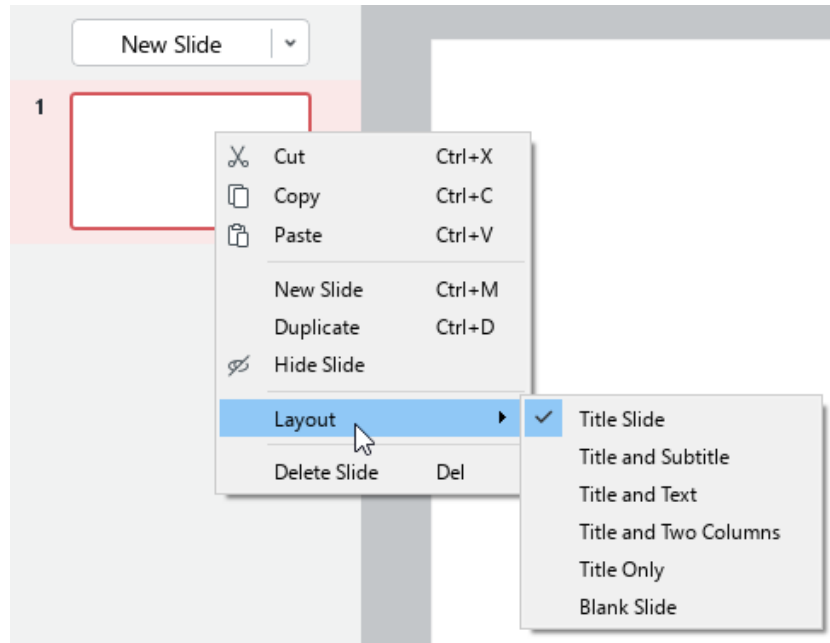 New Slide
1
Cut Ctrl+X
Copy Ctrl+C
Paste Ctrl+V
New Slide Ctrl+M
Duplicate Ctrl+D
Hide Slide
Layout
Delete Slide Del
Title Slide
Title and Subtitle
Title and Text
Title and Two Columns
Title Only
Blank Slide